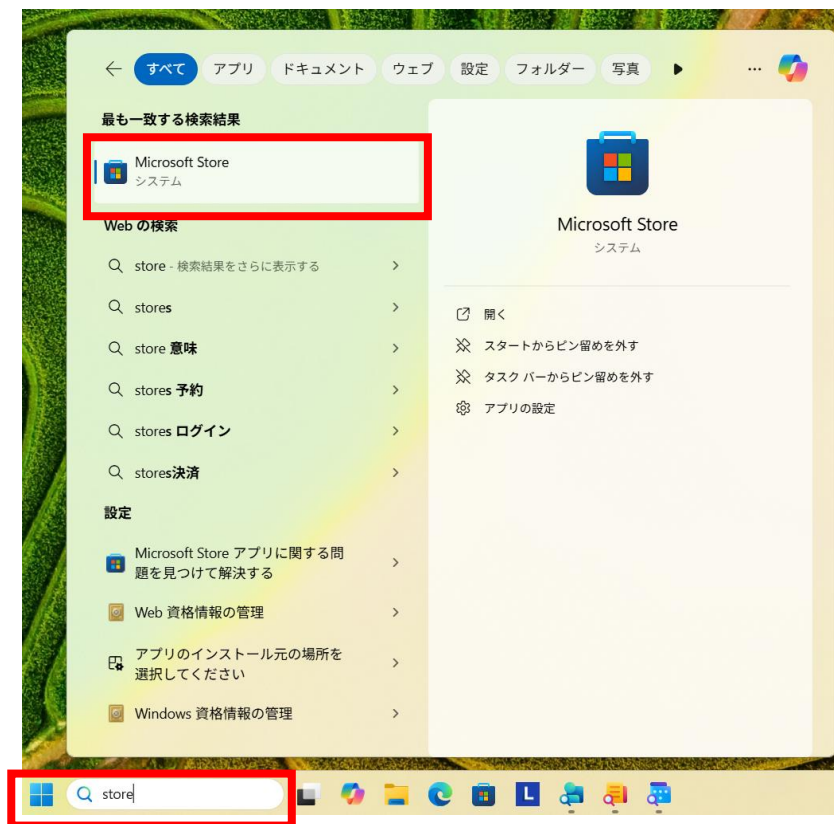 すべて アプリ ドキュメント ウェブ 設定 フォルダー 写真 ...
最も一致する検索結果
Microsoft Store
システム
Web の検索
store - 検索結果をさらに表示する
stores
store 意味
stores 予約
stores ログイン
stores決済
設定
Microsoft Store アプリに関する問
題を見つけて解決する
Web 資格情報の管理
アプリのインストール元の場所を
選択してください
Windows 資格情報の管理
Microsoft Store
システム
開く
スタートからピン留めを外す
タスク バーからピン留めを外す
アプリの設定
store
L